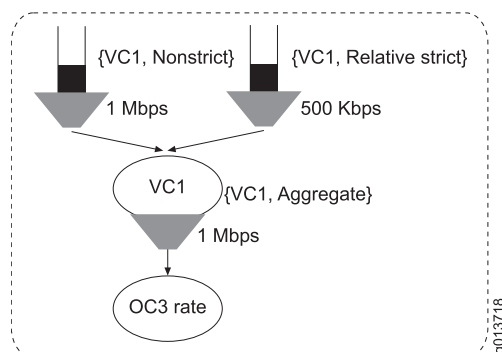 {VC1, Nonstrict}
{VC1, Relative strict}
1 Mbps
500 Kbps
VC1
{VC1, Aggregate}
1 Mbps
OC3 rate
g013718